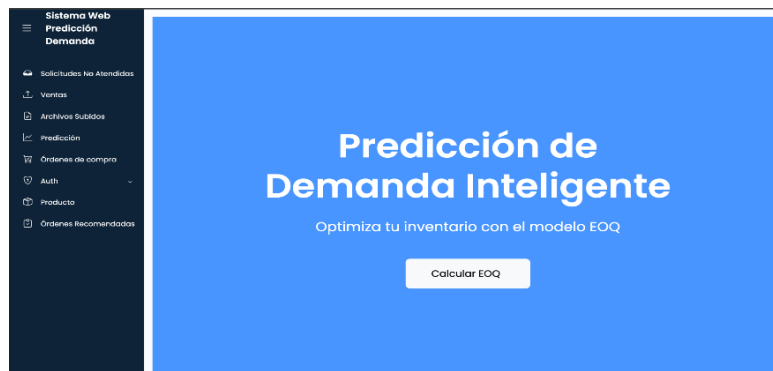 Sistema Web
Predicción
Demanda
Solicitudes No Atendidas
Ventas
Archivos Subidos
Predicción
Órdenes de compra
Auth
Producto
Órdenes Recomendadas
Predicción de
Demanda Inteligente
Optimiza tu inventario con el modelo EOQ
Calcular EOQ